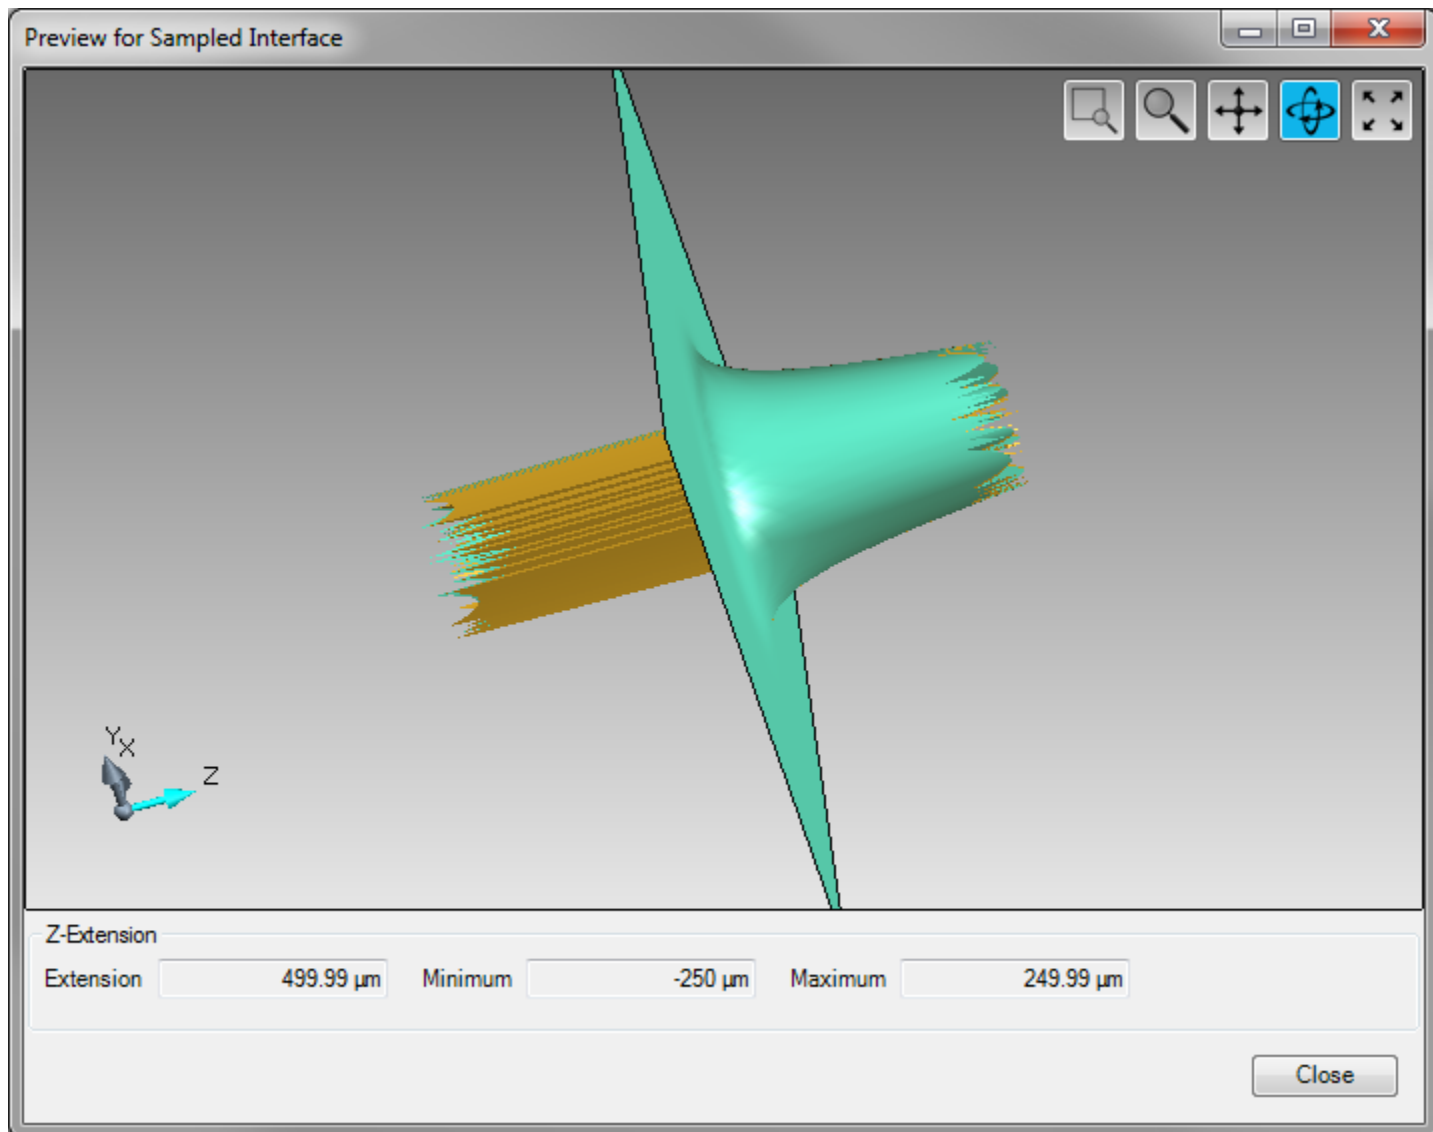 Preview for Sampled Interface
Y
X
Z
Z-Extension
Extension 499.99 µm Minimum -250 µm Maximum 249.99 µm
Close